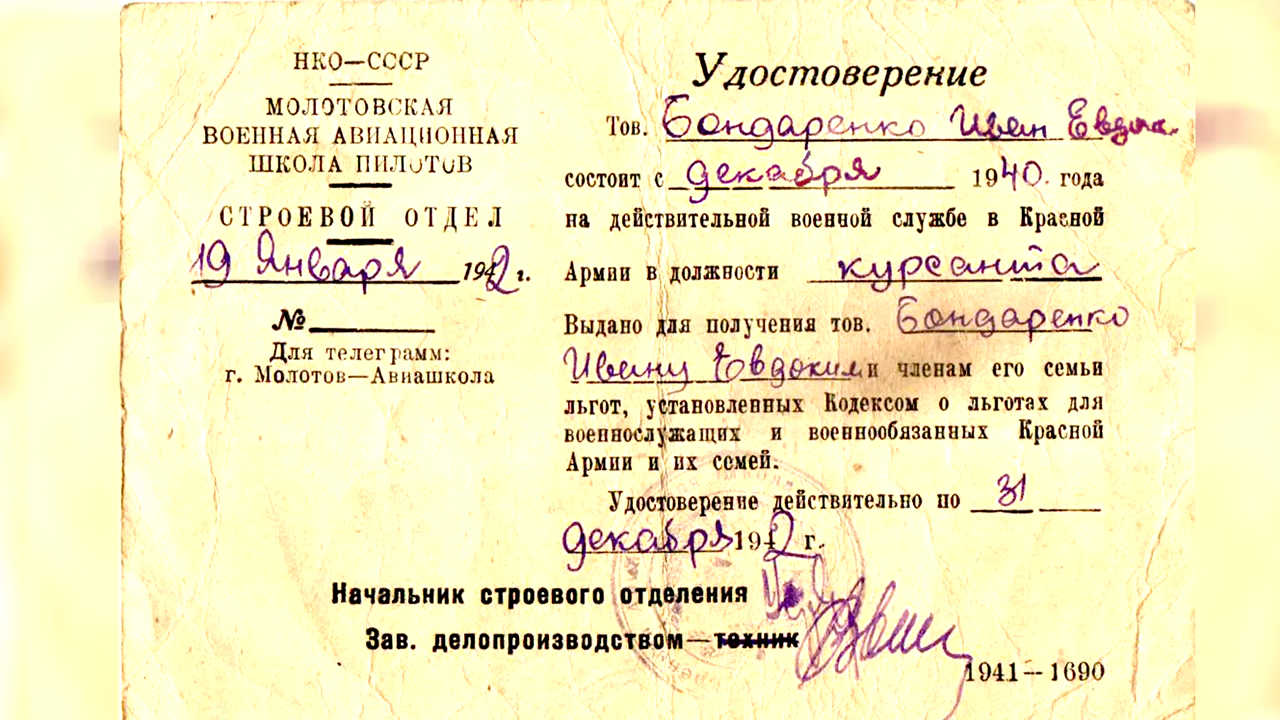 НКО—СССР
МОЛОТОВСКАЯ
ВОЕННАЯ АВИАЦИОННАЯ
ШКОЛА ПИЛОТОВ
СТРОЕВОЙ ОТДЕЛ
19 Января 1942 г.
№
Для телеграмм:
г. Молотов—Авиашкола
Удостоверение
Тов. Бондаренко Иван
состоит с декабря 1940. года
на действительной военной службе в Красной
Армии в должности курсанта
Выдано для получения тов. Бондаренко
Ивану Евдоким и членам его семьи
льгот, установленных Кодексом о льготах для
военнослужащих и военнообязанных Красной
Армии и их семей.
Удостоверение действительно по 31
декабря 1942 г.
Начальник строевого отделения
Зав. делопроизводством—техник
1941—1690